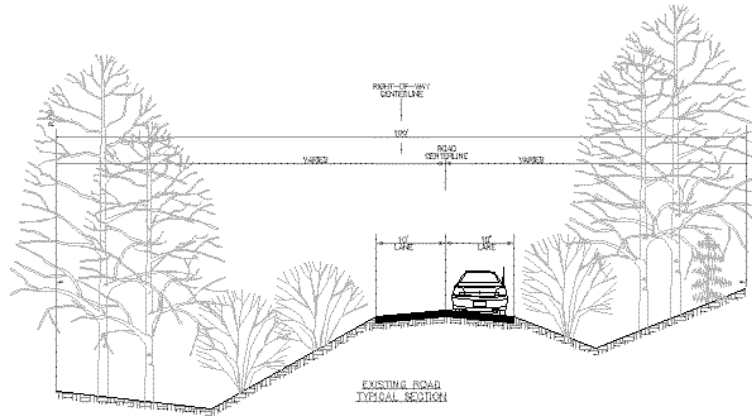 RIGHT-OF-WAY
CENTERLINE
100'
ROAD
CENTERLINE
VARIES
VARIES
10'
LANE
10'
LANE
EXISTING ROAD
TYPICAL SECTION